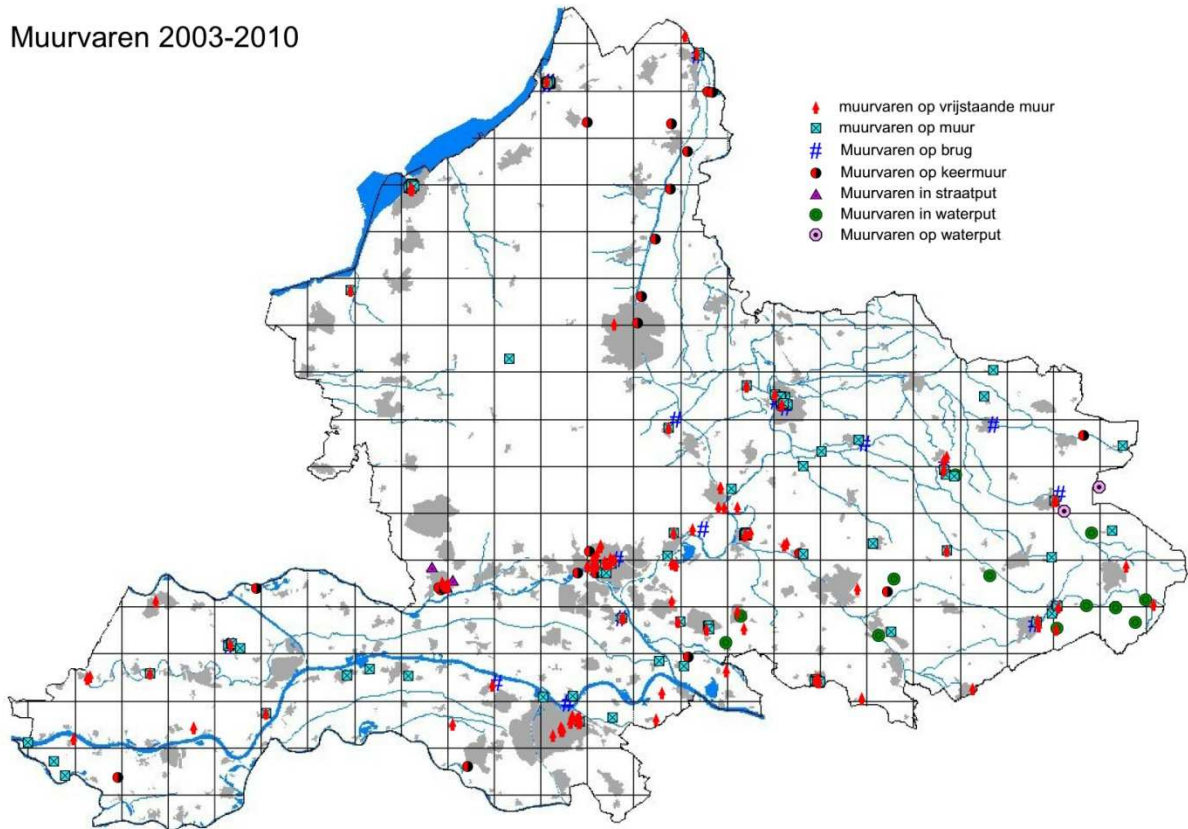 Muurvaren 2003-2010
muurvaren op vrijstaande muur
muurvaren op muur
Muurvaren op brug
Muurvaren op keermuur
Muurvaren in straatput
Muurvaren in waterput
Muurvaren op waterput